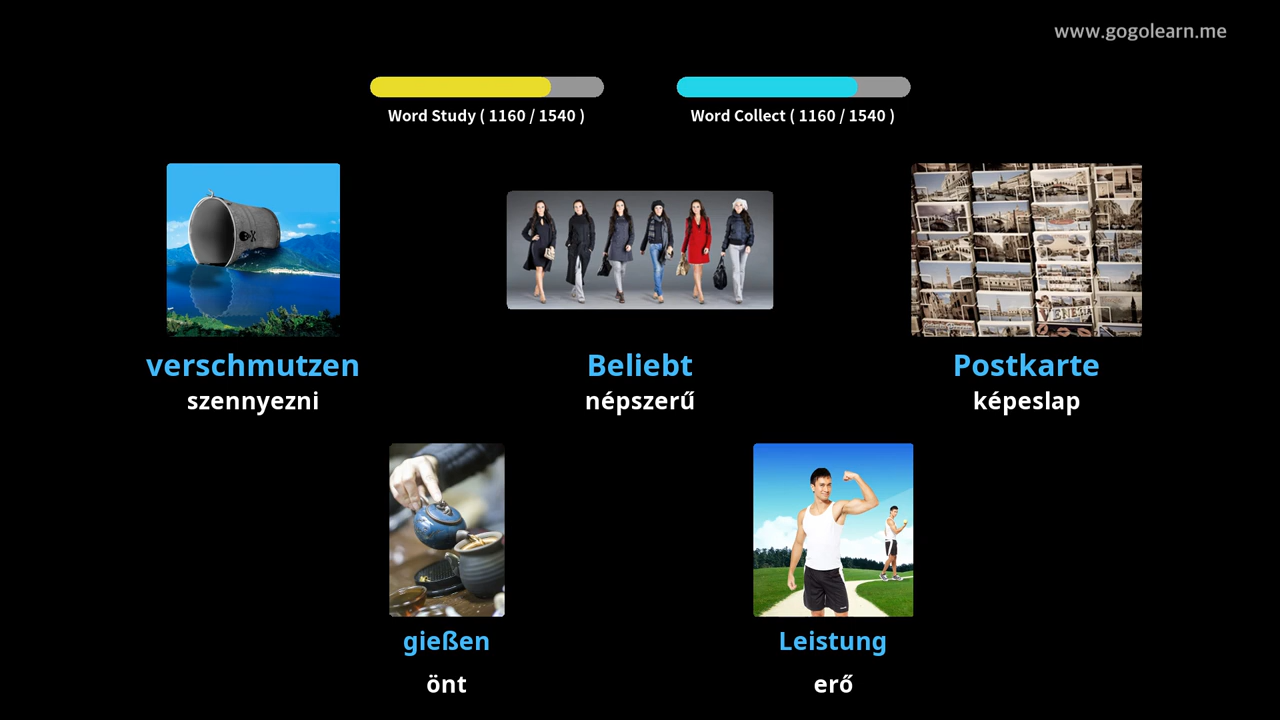 www.gogolearn.me
Word Study ( 1160 / 1540 )
Word Collect ( 1160 / 1540 )
VENEZIA
verschmutzen
Beliebt
Postkarte
szennyezni
népszerű
képeslap
gießen
Leistung
önt
erő